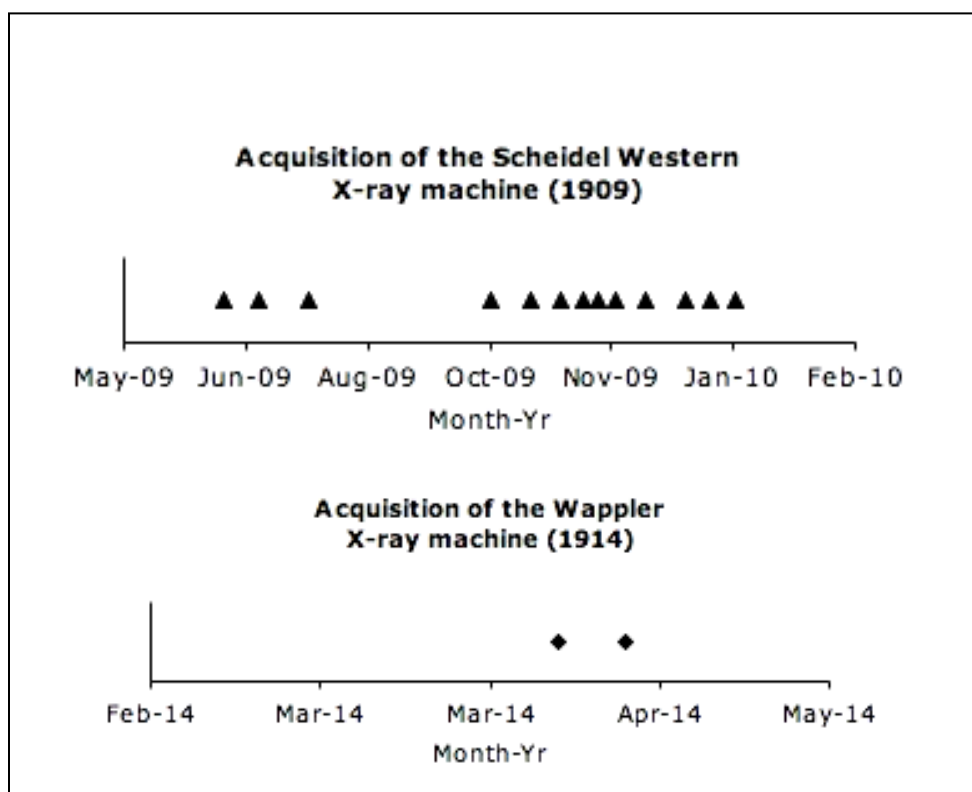 Acquisition of the Scheidel Western
X-ray machine (1909)
May-09 Jun-09 Aug-09 Oct-09 Nov-09 Jan-10 Feb-10
Month-Yr
Acquisition of the Wappler
X-ray machine (1914)
Feb-14 Mar-14 Mar-14 Apr-14 May-14
Month-Yr